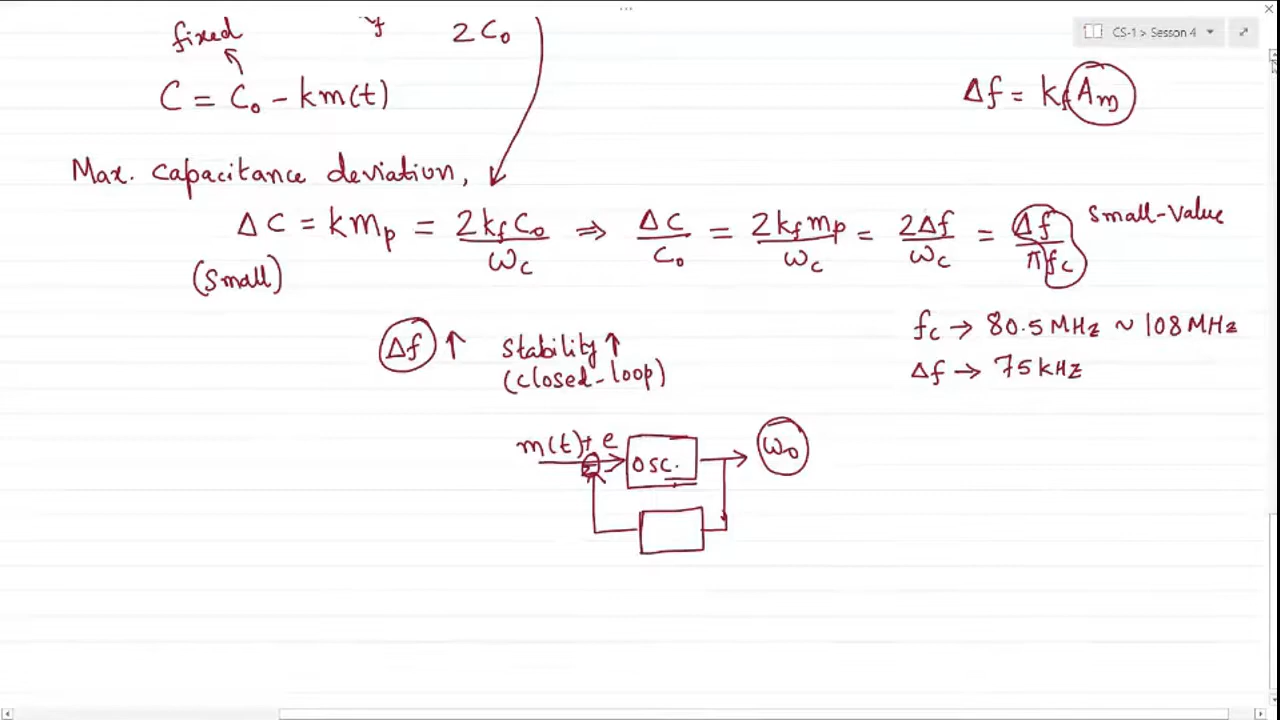 fixed
2C₀
CS-1 > Sesson 4
C = C₀ - km(t)
Δf = k_f A_m
Max. capacitance deviation,
ΔC = km_p = 2k_f C₀ / ω_c ⇒ ΔC / C₀ = 2k_f m_p / ω_c = 2Δf / ω_c = Δf / πf_c small-value
(small)
f_c → 80.5 MHz ~ 108 MHz
Δf ↑ stability ↑
(closed-loop)
Δf → 75 kHz
m(t) + e
osc.
ω₀